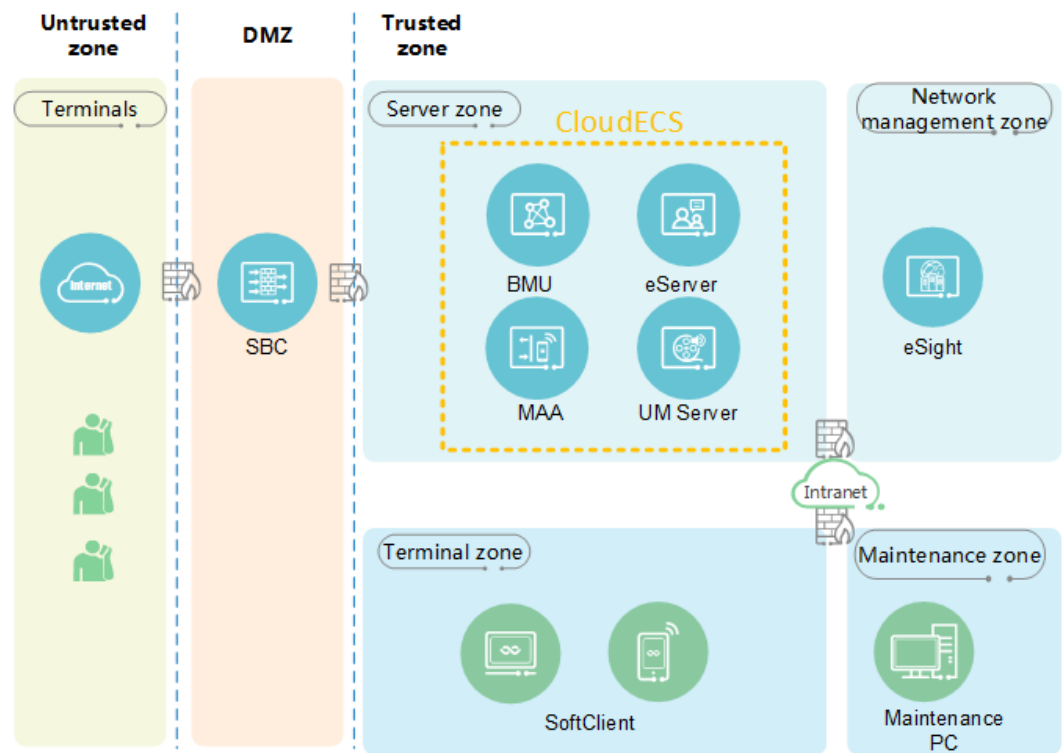 Untrusted
zone
DMZ
Trusted
zone
Terminals
Server zone
Network
management zone
CloudECS
BMU
eServer
Internet
SBC
eSight
MAA
UM Server
Intranet
Terminal zone
Maintenance zone
SoftClient
Maintenance
PC